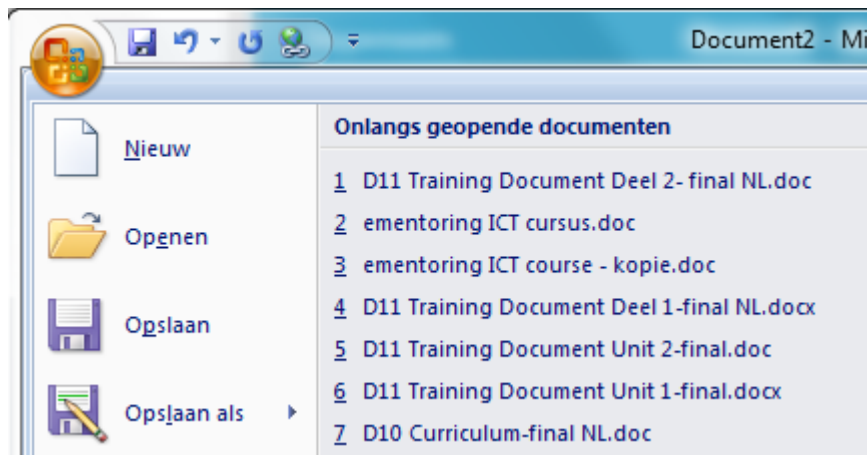 Document2 - Mi
Nieuw
Openen
Opslaan
Opslaan als
Onlangs geopende documenten
1 D11 Training Document Deel 2- final NL.doc
2 ementoring ICT cursus.doc
3 ementoring ICT course - kopie.doc
4 D11 Training Document Deel 1-final NL.docx
5 D11 Training Document Unit 2-final.doc
6 D11 Training Document Unit 1-final.docx
7 D10 Curriculum-final NL.doc